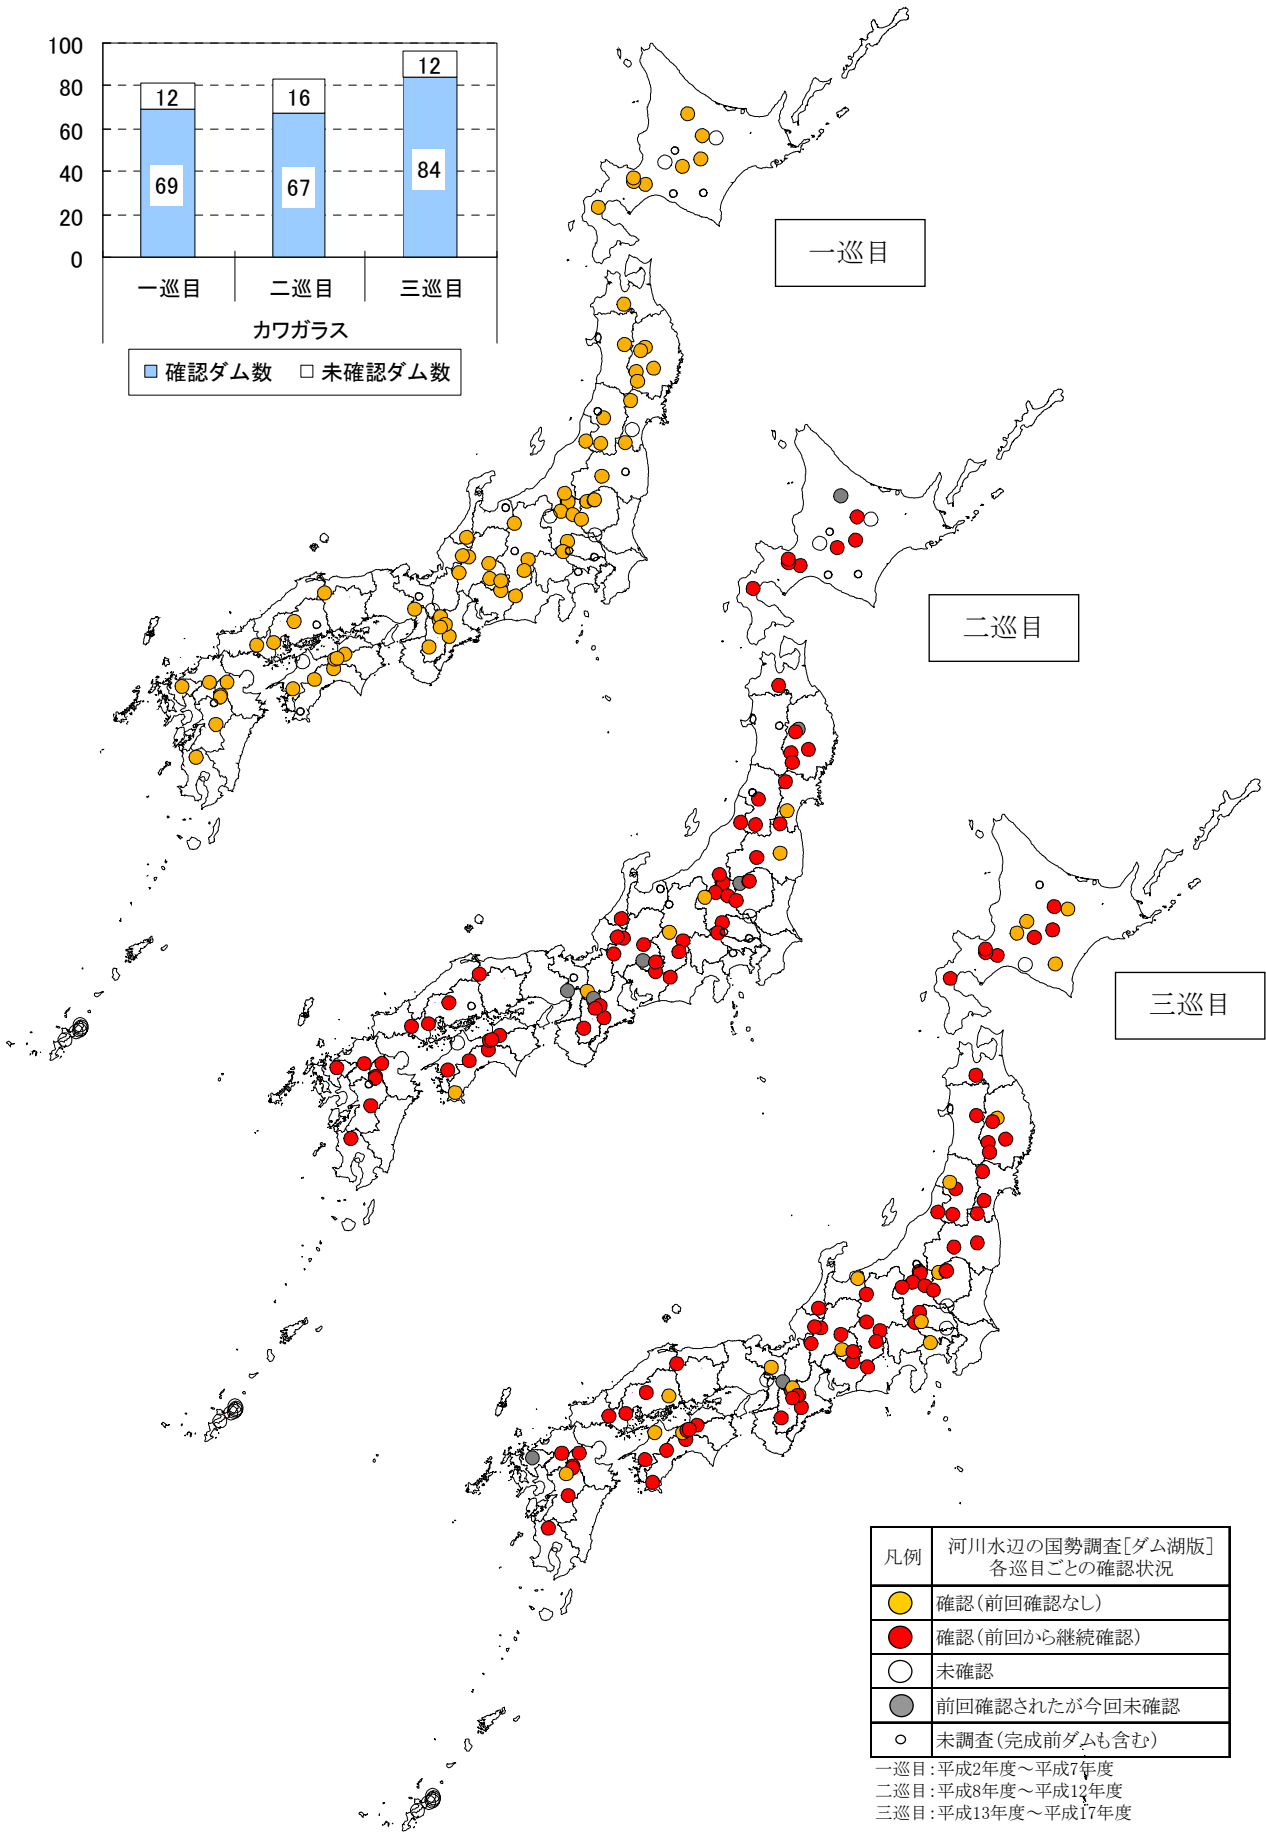 100
80
60
40
20
0
12
16
12
69
67
84
一巡目
二巡目
三巡目
カワガラス
確認ダム数
未確認ダム数
一巡目
二巡目
三巡目
凡例
河川水辺の国勢調査[ダム湖版]
各巡目ごとの確認状況
確認(前回確認なし)
確認(前回から継続確認)
未確認
前回確認されたが今回未確認
未調査(完成前ダムも含む)
一巡目:平成2年度~平成7年度
二巡目:平成8年度~平成12年度
三巡目:平成13年度~平成17年度